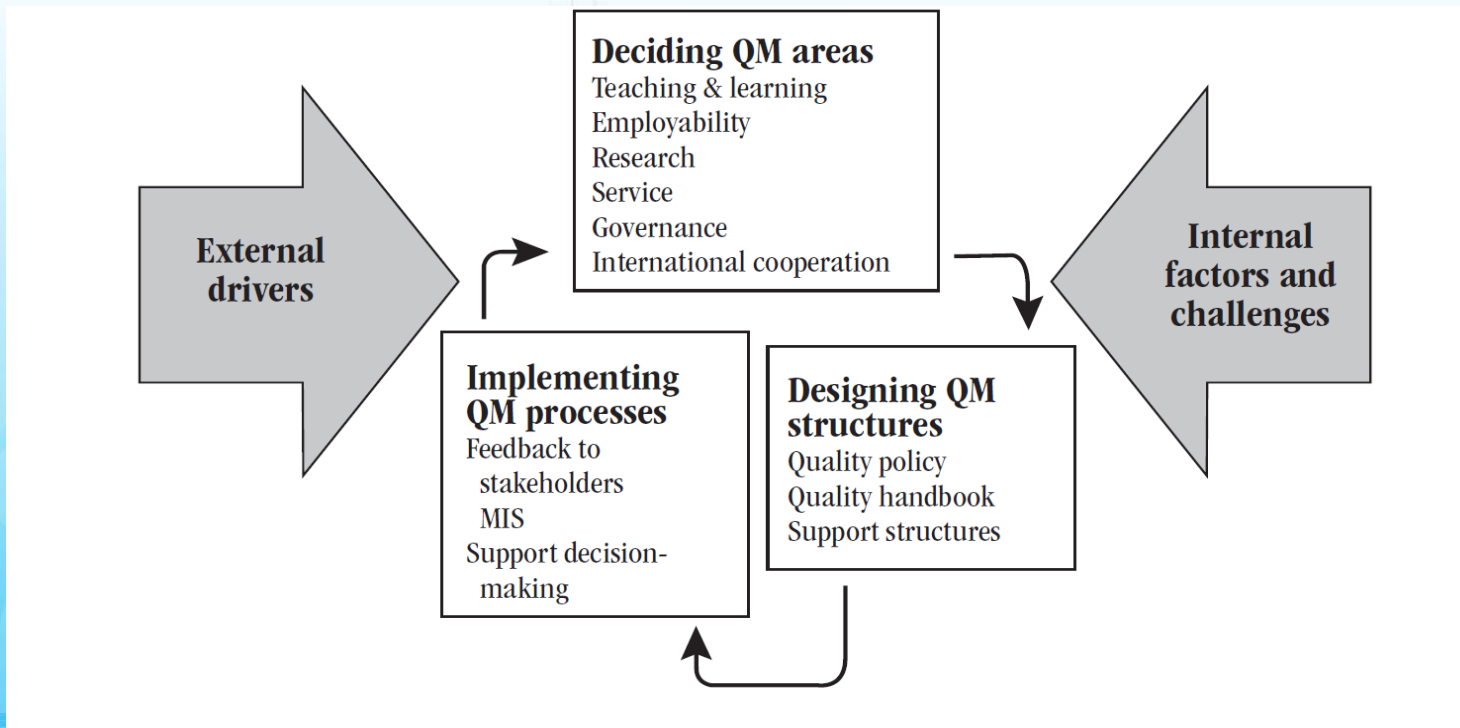 Deciding QM areas
Teaching & learning
Employability
Research
Service
Governance
International cooperation
External
drivers
Internal
factors and
challenges
Implementing
QM processes
Feedback to
stakeholders
MIS
Support decision-
making
Designing QM
structures
Quality policy
Quality handbook
Support structures